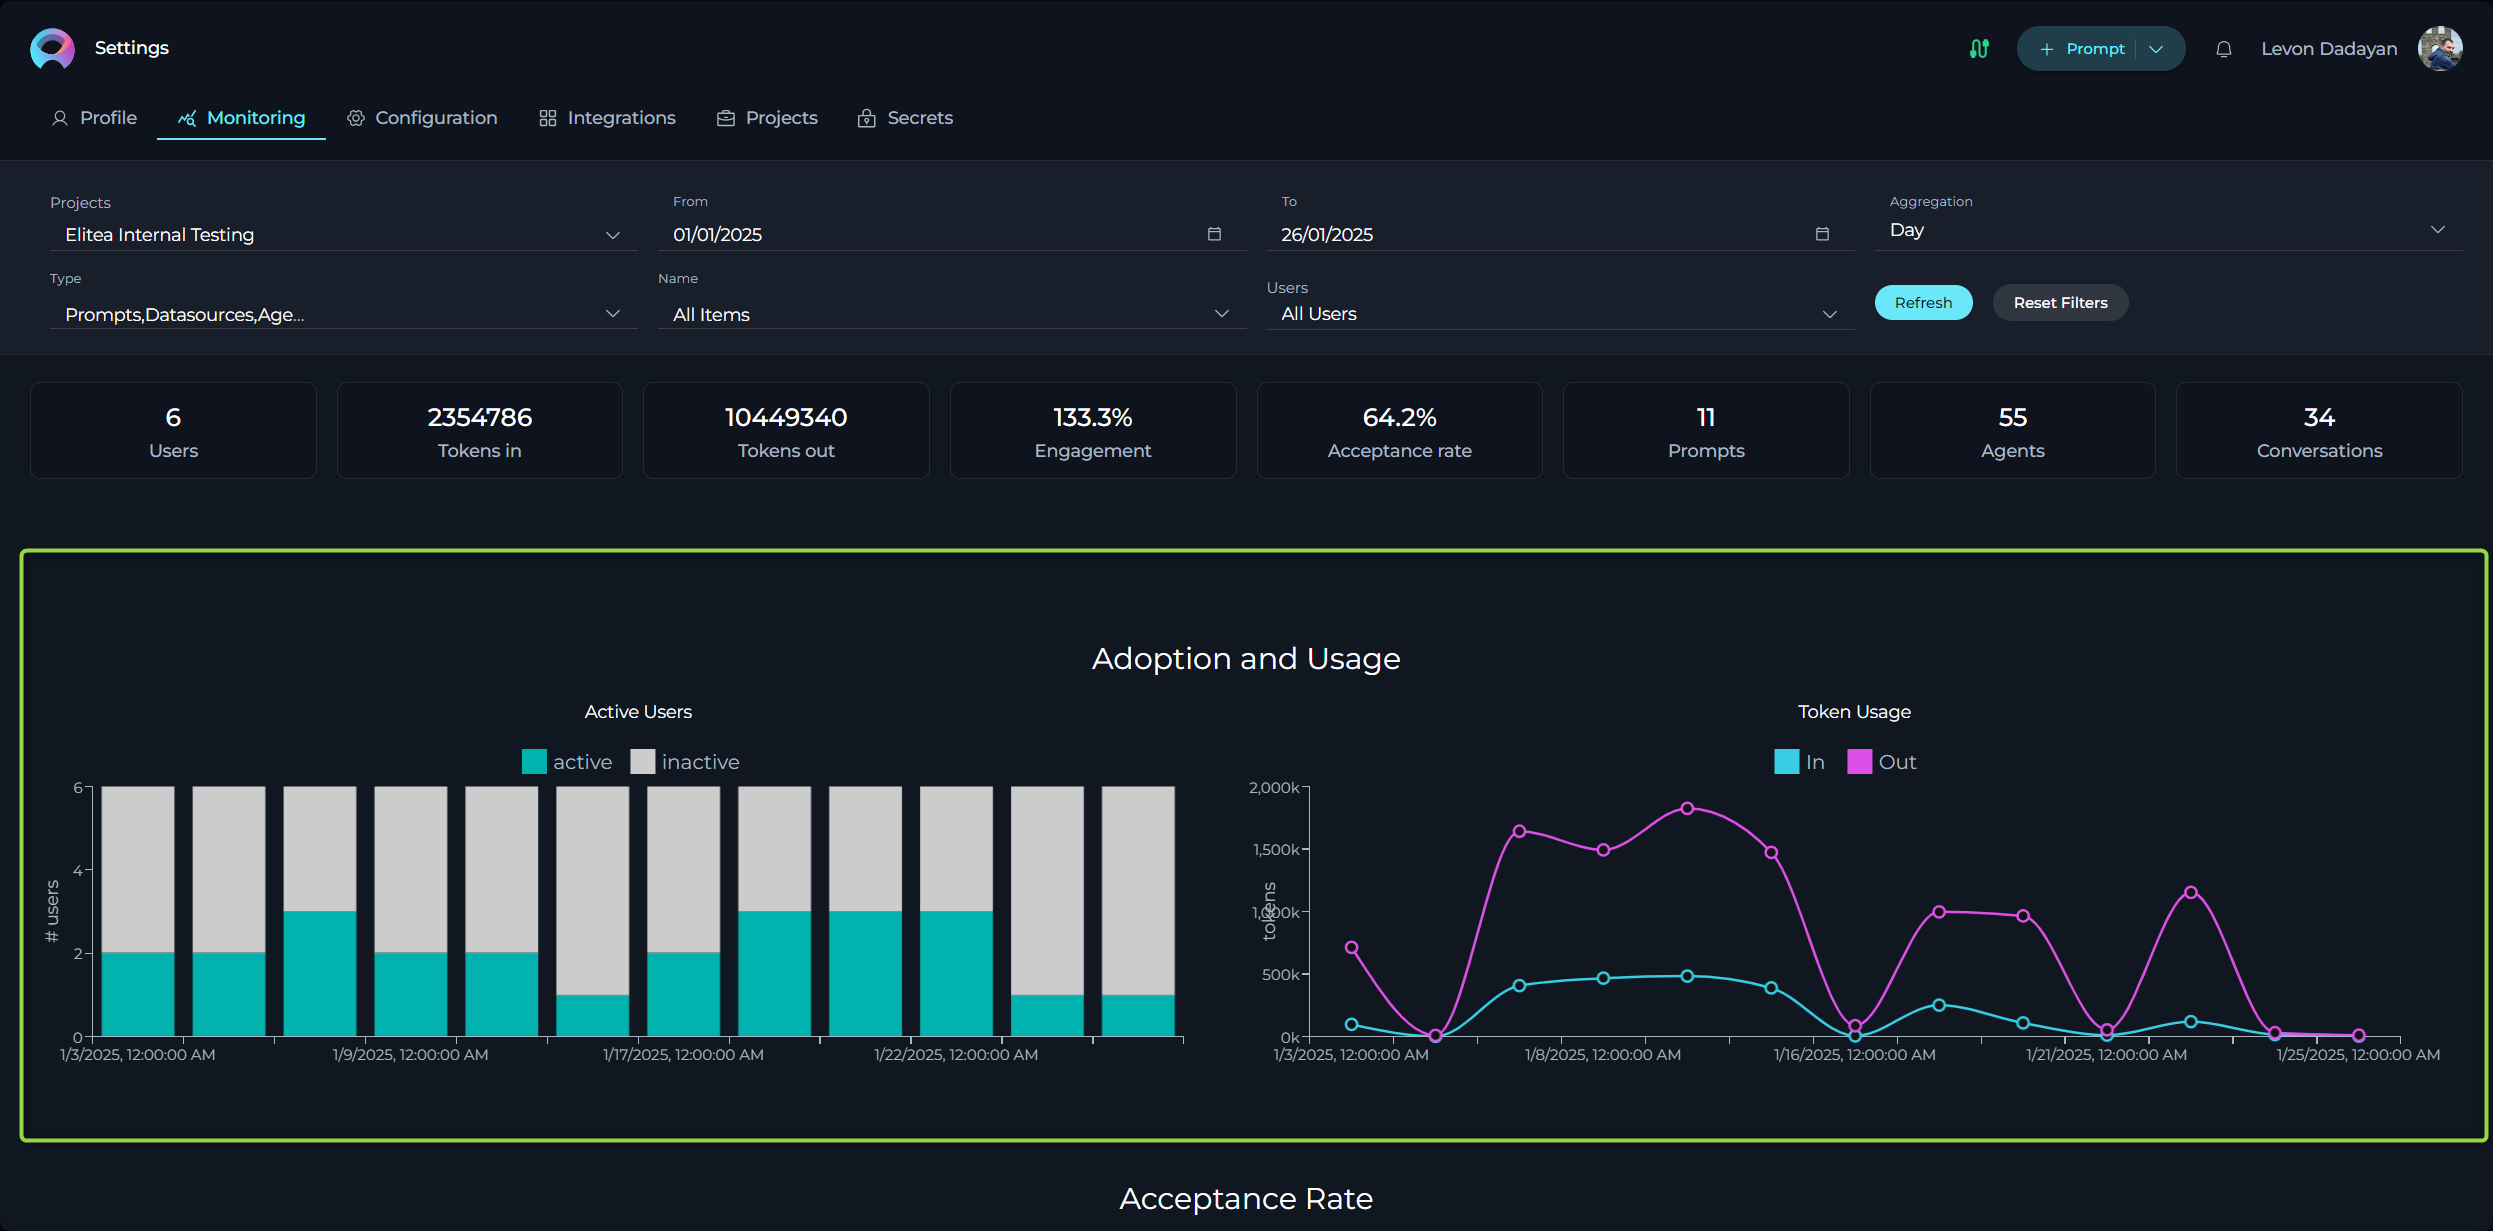 Settings
+ Prompt
Levon Dadayan
Profile
Monitoring
Configuration
Integrations
Projects
Secrets
Projects
From
To
Aggregation
Elitea Internal Testing
01/01/2025
26/01/2025
Day
Type
Name
Users
Prompts,Datasources,Age...
All Items
All Users
Refresh
Reset Filters
6
2354786
10449340
133.3%
64.2%
11
55
34
Users
Tokens in
Tokens out
Engagement
Acceptance rate
Prompts
Agents
Conversations
Adoption and Usage
Active Users
active
inactive
# users
6
4
2
0
1/3/2025, 12:00:00 AM
1/9/2025, 12:00:00 AM
1/17/2025, 12:00:00 AM
1/22/2025, 12:00:00 AM
Token Usage
In
Out
tokens
2,000k
1,500k
1,000k
500k
0k
1/3/2025, 12:00:00 AM
1/8/2025, 12:00:00 AM
1/16/2025, 12:00:00 AM
1/21/2025, 12:00:00 AM
1/25/2025, 12:00:00 AM
Acceptance Rate